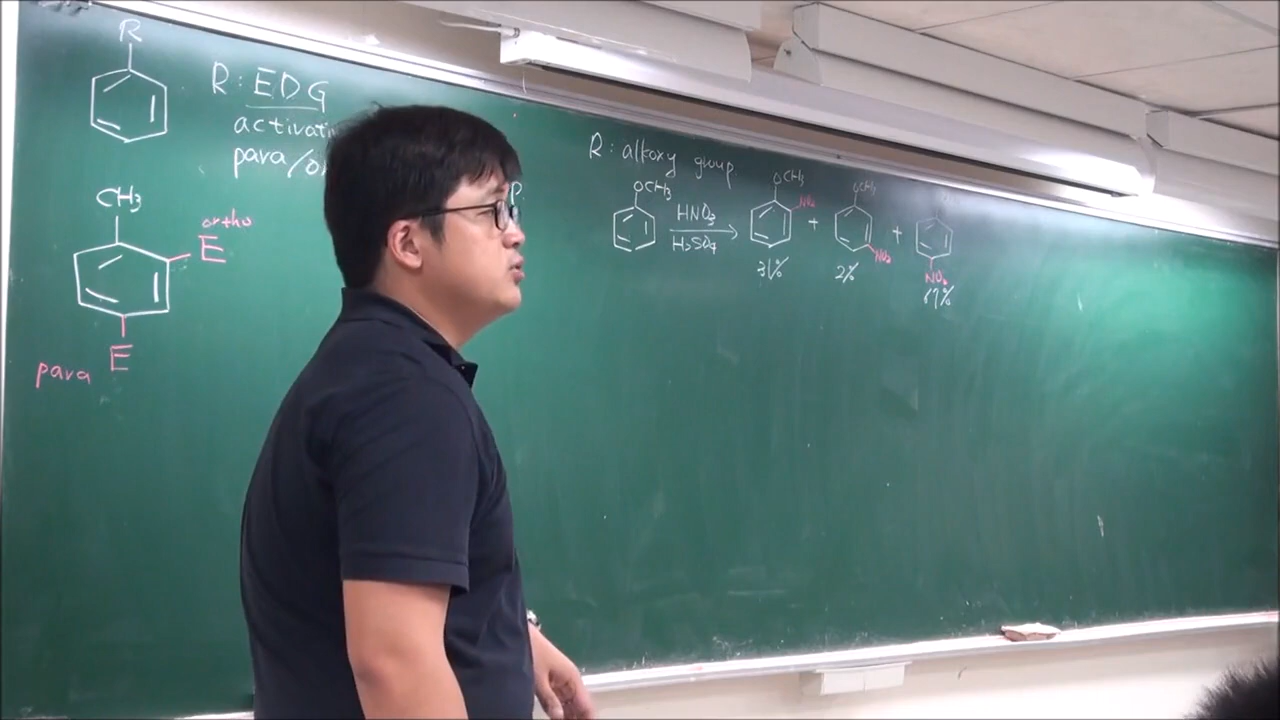 R
R: EDG
activati
para/o
CH3
ortho
E
E
para
R: alkoxy group
OCH3
HNO3
H2SO4
OCH3
NO2
31%
+
OCH3
NO2
2%
+
NO2
67%